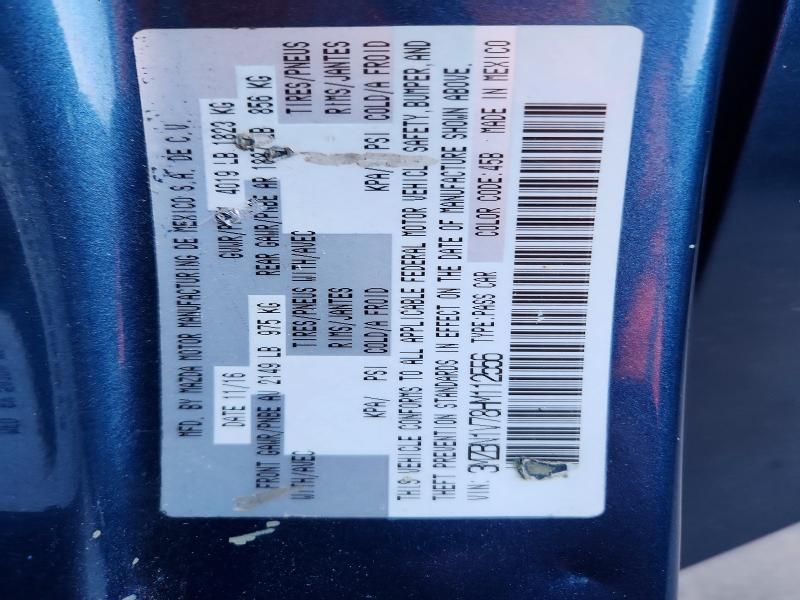 MFD. BY MAZDA MOTOR MANUFACTURING DE MEXICO S.A. DE C.V.
DATE 11/16
4019 LB 1823 KG
FRONT GAWR/PNBE AV 2149 LB 975 KG
REAR GAWR/PNBE AR LB 856 KG
WITH/AVEC
TIRES/PNEUS WITH/AVEC
TIRES/PNEUS
RIMS/JANTES
RIMS/JANTES
KPA/ PSI COLD/A FROID
KPA/ PSI COLD/A FROID
THIS VEHICLE CONFORMS TO ALL APPLICABLE FEDERAL MOTOR VEHICLE SAFETY, BUMPER, AND
THEFT PREVENTION STANDARDS IN EFFECT ON THE DATE OF MANUFACTURE SHOWN ABOVE.
VIN: 3MZBN1V78HM112556 TYPE:PASS CAR COLOR CODE:45B MADE IN MEXICO